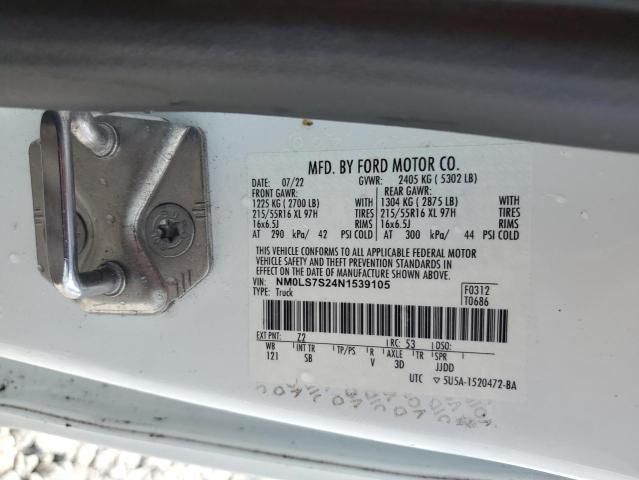 MFD. BY FORD MOTOR CO.
DATE: 07/22 GVWR: 2405 KG ( 5302 LB)
FRONT GAWR: REAR GAWR:
1225 KG ( 2700 LB) WITH 1304 KG ( 2875 LB) WITH
215/55R16 XL 97H TIRES 215/55R16 XL 97H TIRES
16x6.5J RIMS 16x6.5J RIMS
AT 290 kPa/ 42 PSI COLD AT 300 kPa/ 44 PSI COLD
THIS VEHICLE CONFORMS TO ALL APPLICABLE FEDERAL MOTOR
VEHICLE SAFETY AND THEFT PREVENTION STANDARDS IN
EFFECT ON THE DATE OF MANUFACTURE SHOWN ABOVE.
VIN: NM0LS7S24N1539105 F0312
TYPE: Truck T0686
EXT PNT: Z2 RC: 53 DSO:
WB INT TR TP/PS R AXLE TR SPR
121 SB V 3D JJDD
UTC ▽ 5U5A-1520472-BA